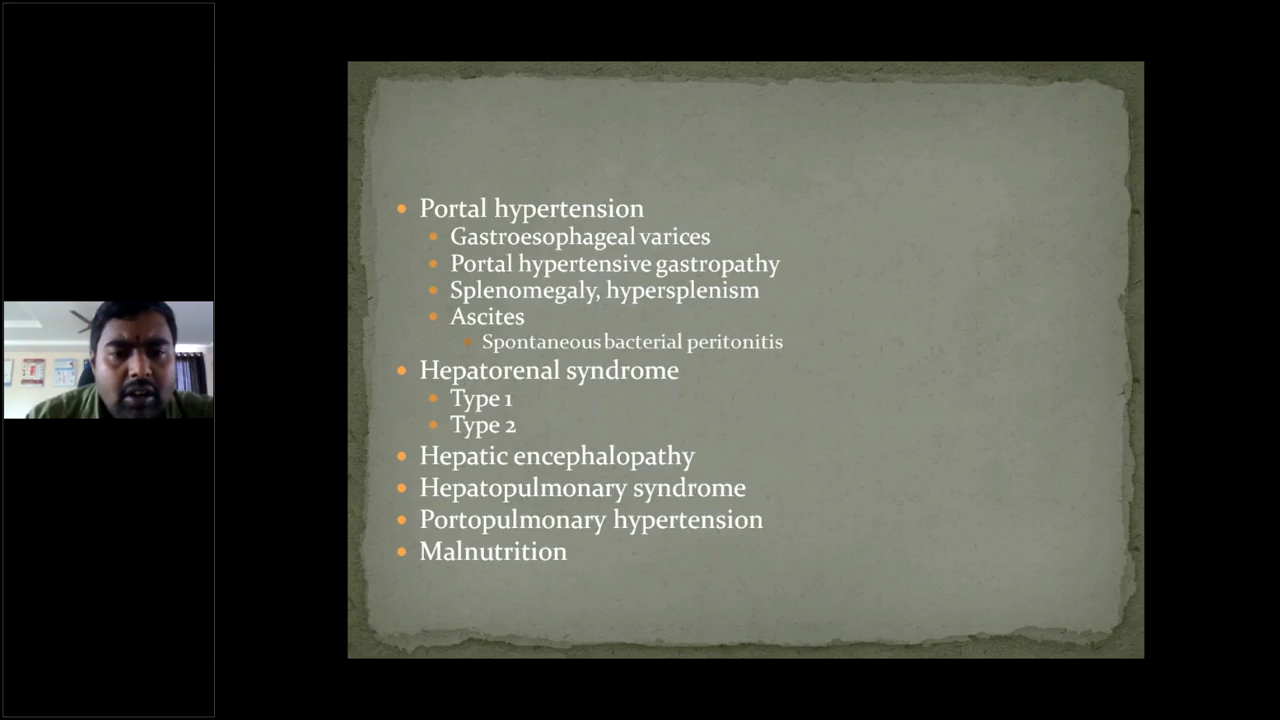 Portal hypertension
Gastroesophageal varices
Portal hypertensive gastropathy
Splenomegaly, hypersplenism
Ascites
Spontaneous bacterial peritonitis
Hepatorenal syndrome
Type 1
Type 2
Hepatic encephalopathy
Hepatopulmonary syndrome
Portopulmonary hypertension
Malnutrition